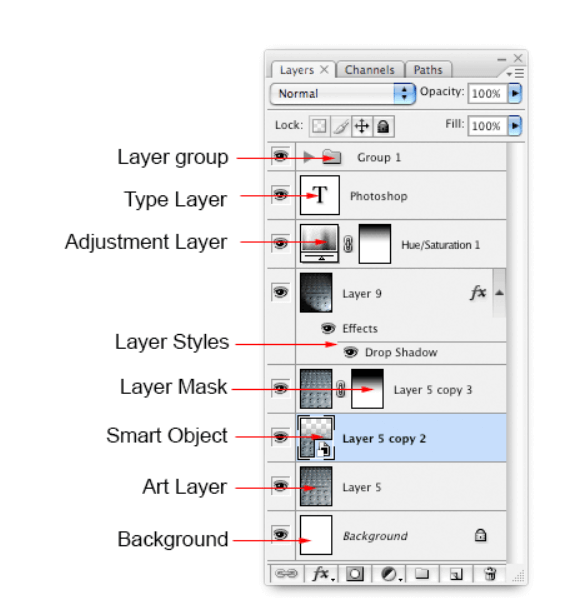 Layers × Channels Paths
Normal Opacity: 100%
Lock: Fill: 100%
Layer group Group 1
Type Layer T Photoshop
Adjustment Layer Hue/Saturation 1
Layer 9 fx
Effects
Layer Styles
Drop Shadow
Layer Mask Layer 5 copy 3
Smart Object Layer 5 copy 2
Art Layer Layer 5
Background Background
fx.